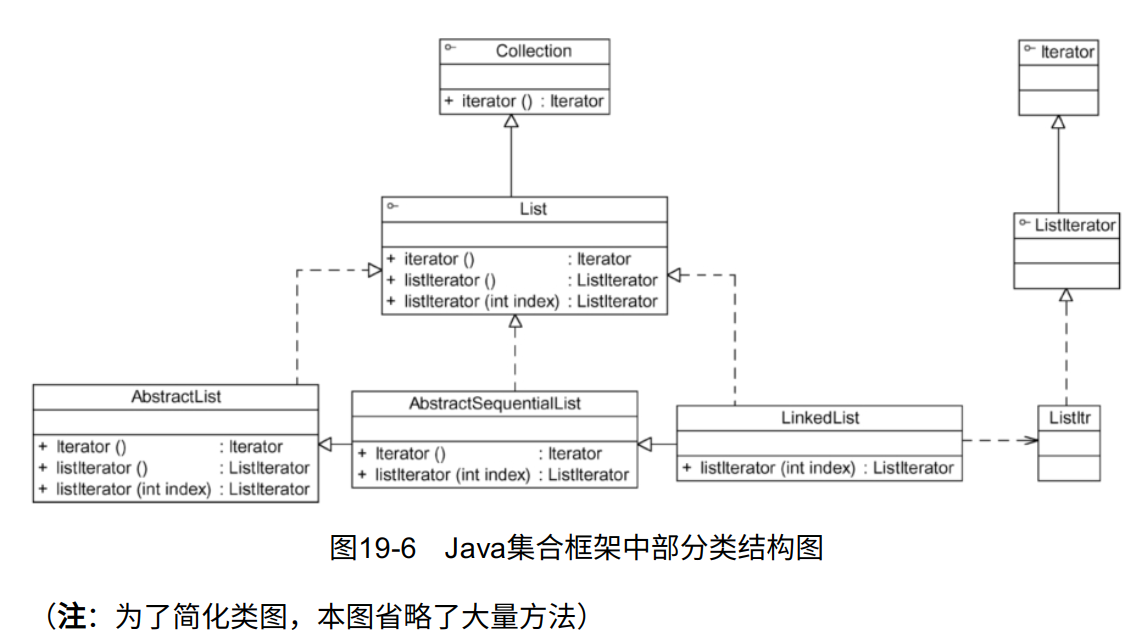 Collection
+ iterator () : Iterator
Iterator
List
+ iterator () : Iterator
+ listIterator () : ListIterator
+ listIterator (int index) : ListIterator
ListIterator
AbstractList
+ Iterator () : Iterator
+ listIterator () : ListIterator
+ listIterator (int index) : ListIterator
AbstractSequentialList
+ Iterator () : Iterator
+ listIterator (int index) : ListIterator
LinkedList
+ listIterator (int index) : ListIterator
ListItr
图19-6 Java集合框架中部分类结构图
（注：为了简化类图，本图省略了大量方法）